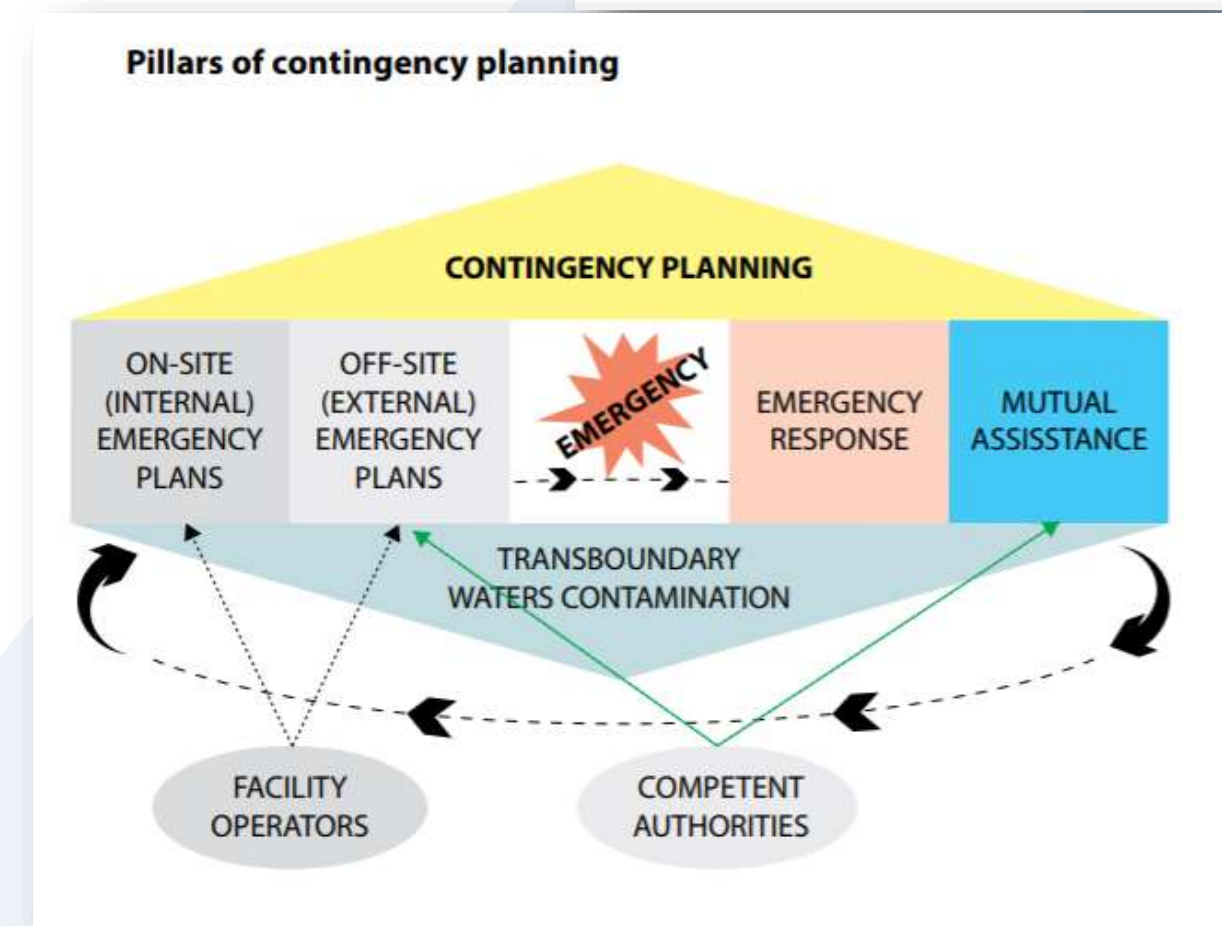 Pillars of contingency planning
CONTINGENCY PLANNING
ON-SITE
(INTERNAL)
EMERGENCY
PLANS
OFF-SITE
(EXTERNAL)
EMERGENCY
PLANS
EMERGENCY
EMERGENCY
RESPONSE
MUTUAL
ASSISSTANCE
TRANSBOUNDARY
WATERS CONTAMINATION
FACILITY
OPERATORS
COMPETENT
AUTHORITIES